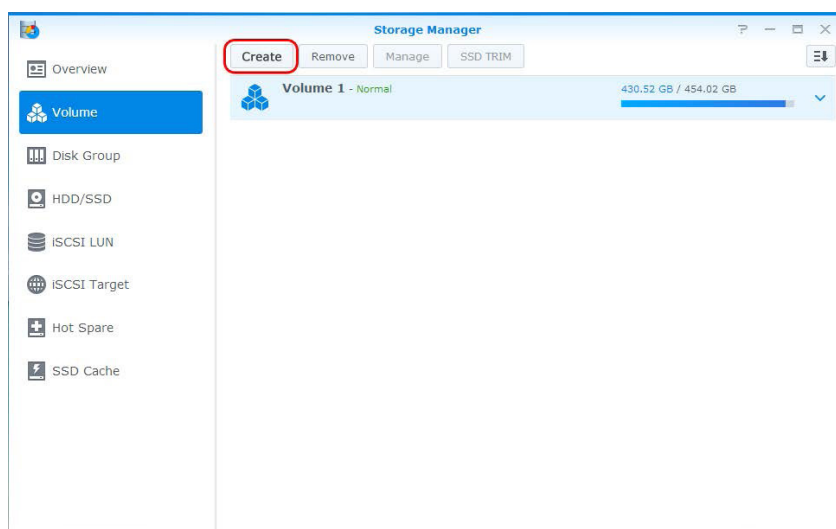 Storage Manager
Create Remove Manage SSD TRIM
Overview
Volume
Disk Group
HDD/SSD
iSCSI LUN
iSCSI Target
Hot Spare
SSD Cache
Volume 1 - Normal
430.52 GB / 454.02 GB